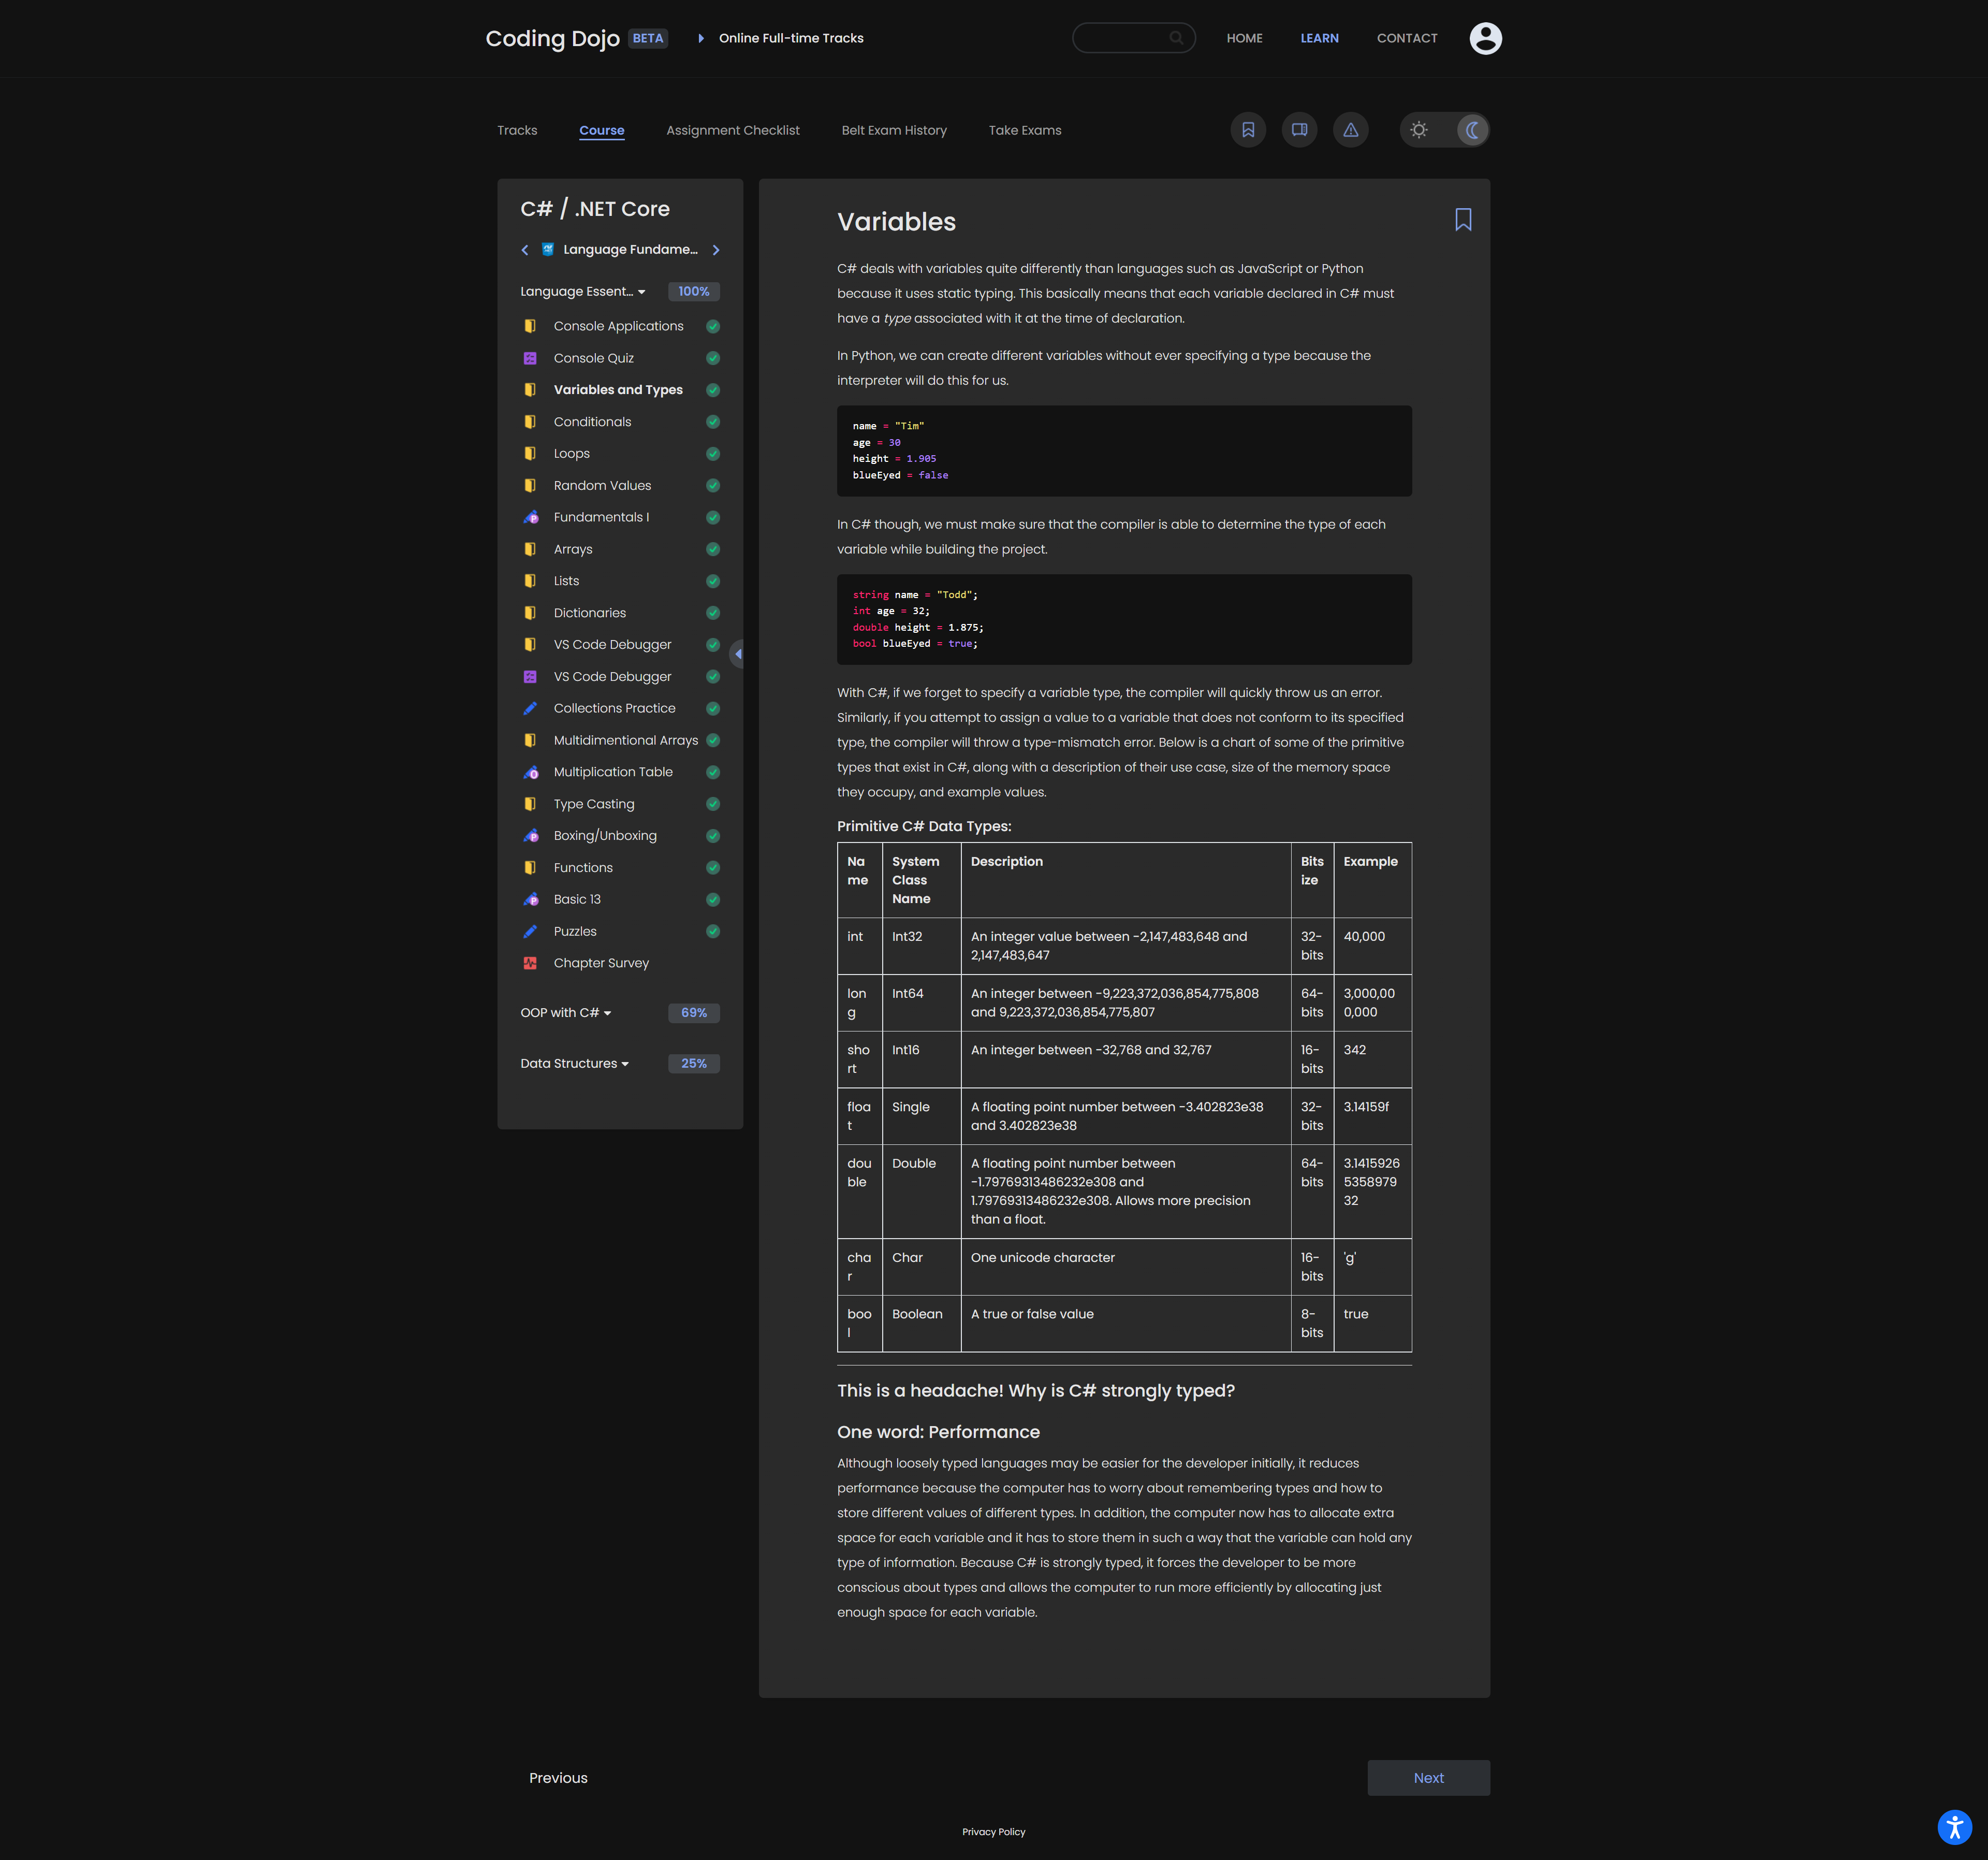 Coding Dojo BETA Online Full-time Tracks HOME LEARN CONTACT
Tracks Course Assignment Checklist Belt Exam History Take Exams
C# / .NET Core
Language Fundame...
Language Essent... 100%
Console Applications
Console Quiz
Variables and Types
Conditionals
Loops
Random Values
Fundamentals I
Arrays
Lists
Dictionaries
VS Code Debugger
VS Code Debugger
Collections Practice
Multidimentional Arrays
Multiplication Table
Type Casting
Boxing/Unboxing
Functions
Basic 13
Puzzles
Chapter Survey
OOP with C# 69%
Data Structures 25%
Variables
C# deals with variables quite differently than languages such as JavaScript or Python
because it uses static typing. This basically means that each variable declared in C# must
have a type associated with it at the time of declaration.
In Python, we can create different variables without ever specifying a type because the
interpreter will do this for us.
name = "Tim"
age = 30
height = 1.905
blueEyed = false
In C# though, we must make sure that the compiler is able to determine the type of each
variable while building the project.
string name = "Todd";
int age = 32;
double height = 1.875;
bool blueEyed = true;
With C#, if we forget to specify a variable type, the compiler will quickly throw us an error.
Similarly, if you attempt to assign a value to a variable that does not conform to its specified
type, the compiler will throw a type-mismatch error. Below is a chart of some of the primitive
types that exist in C#, along with a description of their use case, size of the memory space
they occupy, and example values.
Primitive C# Data Types:
Na System Description Bits Example
me Class ize
Name
int Int32 An integer value between -2,147,483,648 and 32- 40,000
2,147,483,647 bits
lon Int64 An integer between -9,223,372,036,854,775,808 64- 3,000,00
g and 9,223,372,036,854,775,807 bits 0,000
sho Int16 An integer between -32,768 and 32,767 16- 342
rt bits
floa Single A floating point number between -3.402823e38 32- 3.14159f
t and 3.402823e38 bits
dou Double A floating point number between 64- 3.1415926
ble -1.79769313486232e308 and bits 5358979
1.79769313486232e308. Allows more precision 32
than a float.
cha Char One unicode character 16- 'g'
r bits
boo Boolean A true or false value 8- true
l bits
This is a headache! Why is C# strongly typed?
One word: Performance
Although loosely typed languages may be easier for the developer initially, it reduces
performance because the computer has to worry about remembering types and how to
store different values of different types. In addition, the computer now has to allocate extra
space for each variable and it has to store them in such a way that the variable can hold any
type of information. Because C# is strongly typed, it forces the developer to be more
conscious about types and allows the computer to run more efficiently by allocating just
enough space for each variable.
Previous Next
Privacy Policy